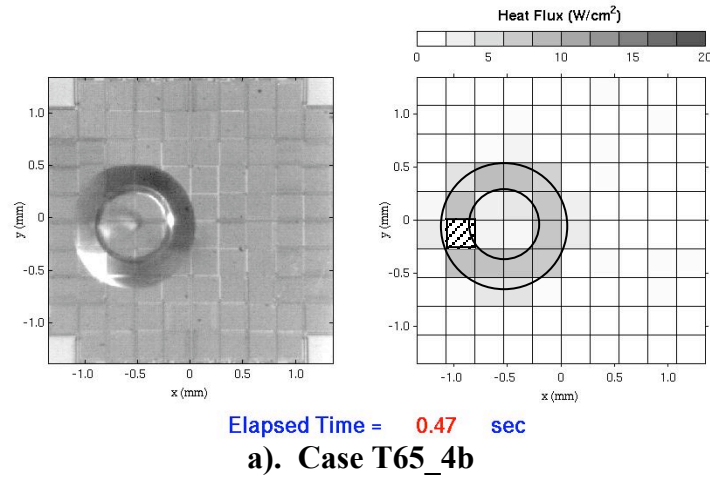 Heat Flux (W/cm²)
0 5 10 15 20
1.0
0.5
0
-0.5
-1.0
y (mm)
-1.0 -0.5 0 0.5 1.0
x (mm)
1.0
0.5
0
-0.5
-1.0
y (mm)
-1.0 -0.5 0 0.5 1.0
x (mm)
Elapsed Time = 0.47 sec
a). Case T65_4b